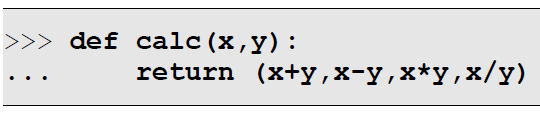 >>> def calc(x,y):
...     return (x+y,x-y,x*y,x/y)